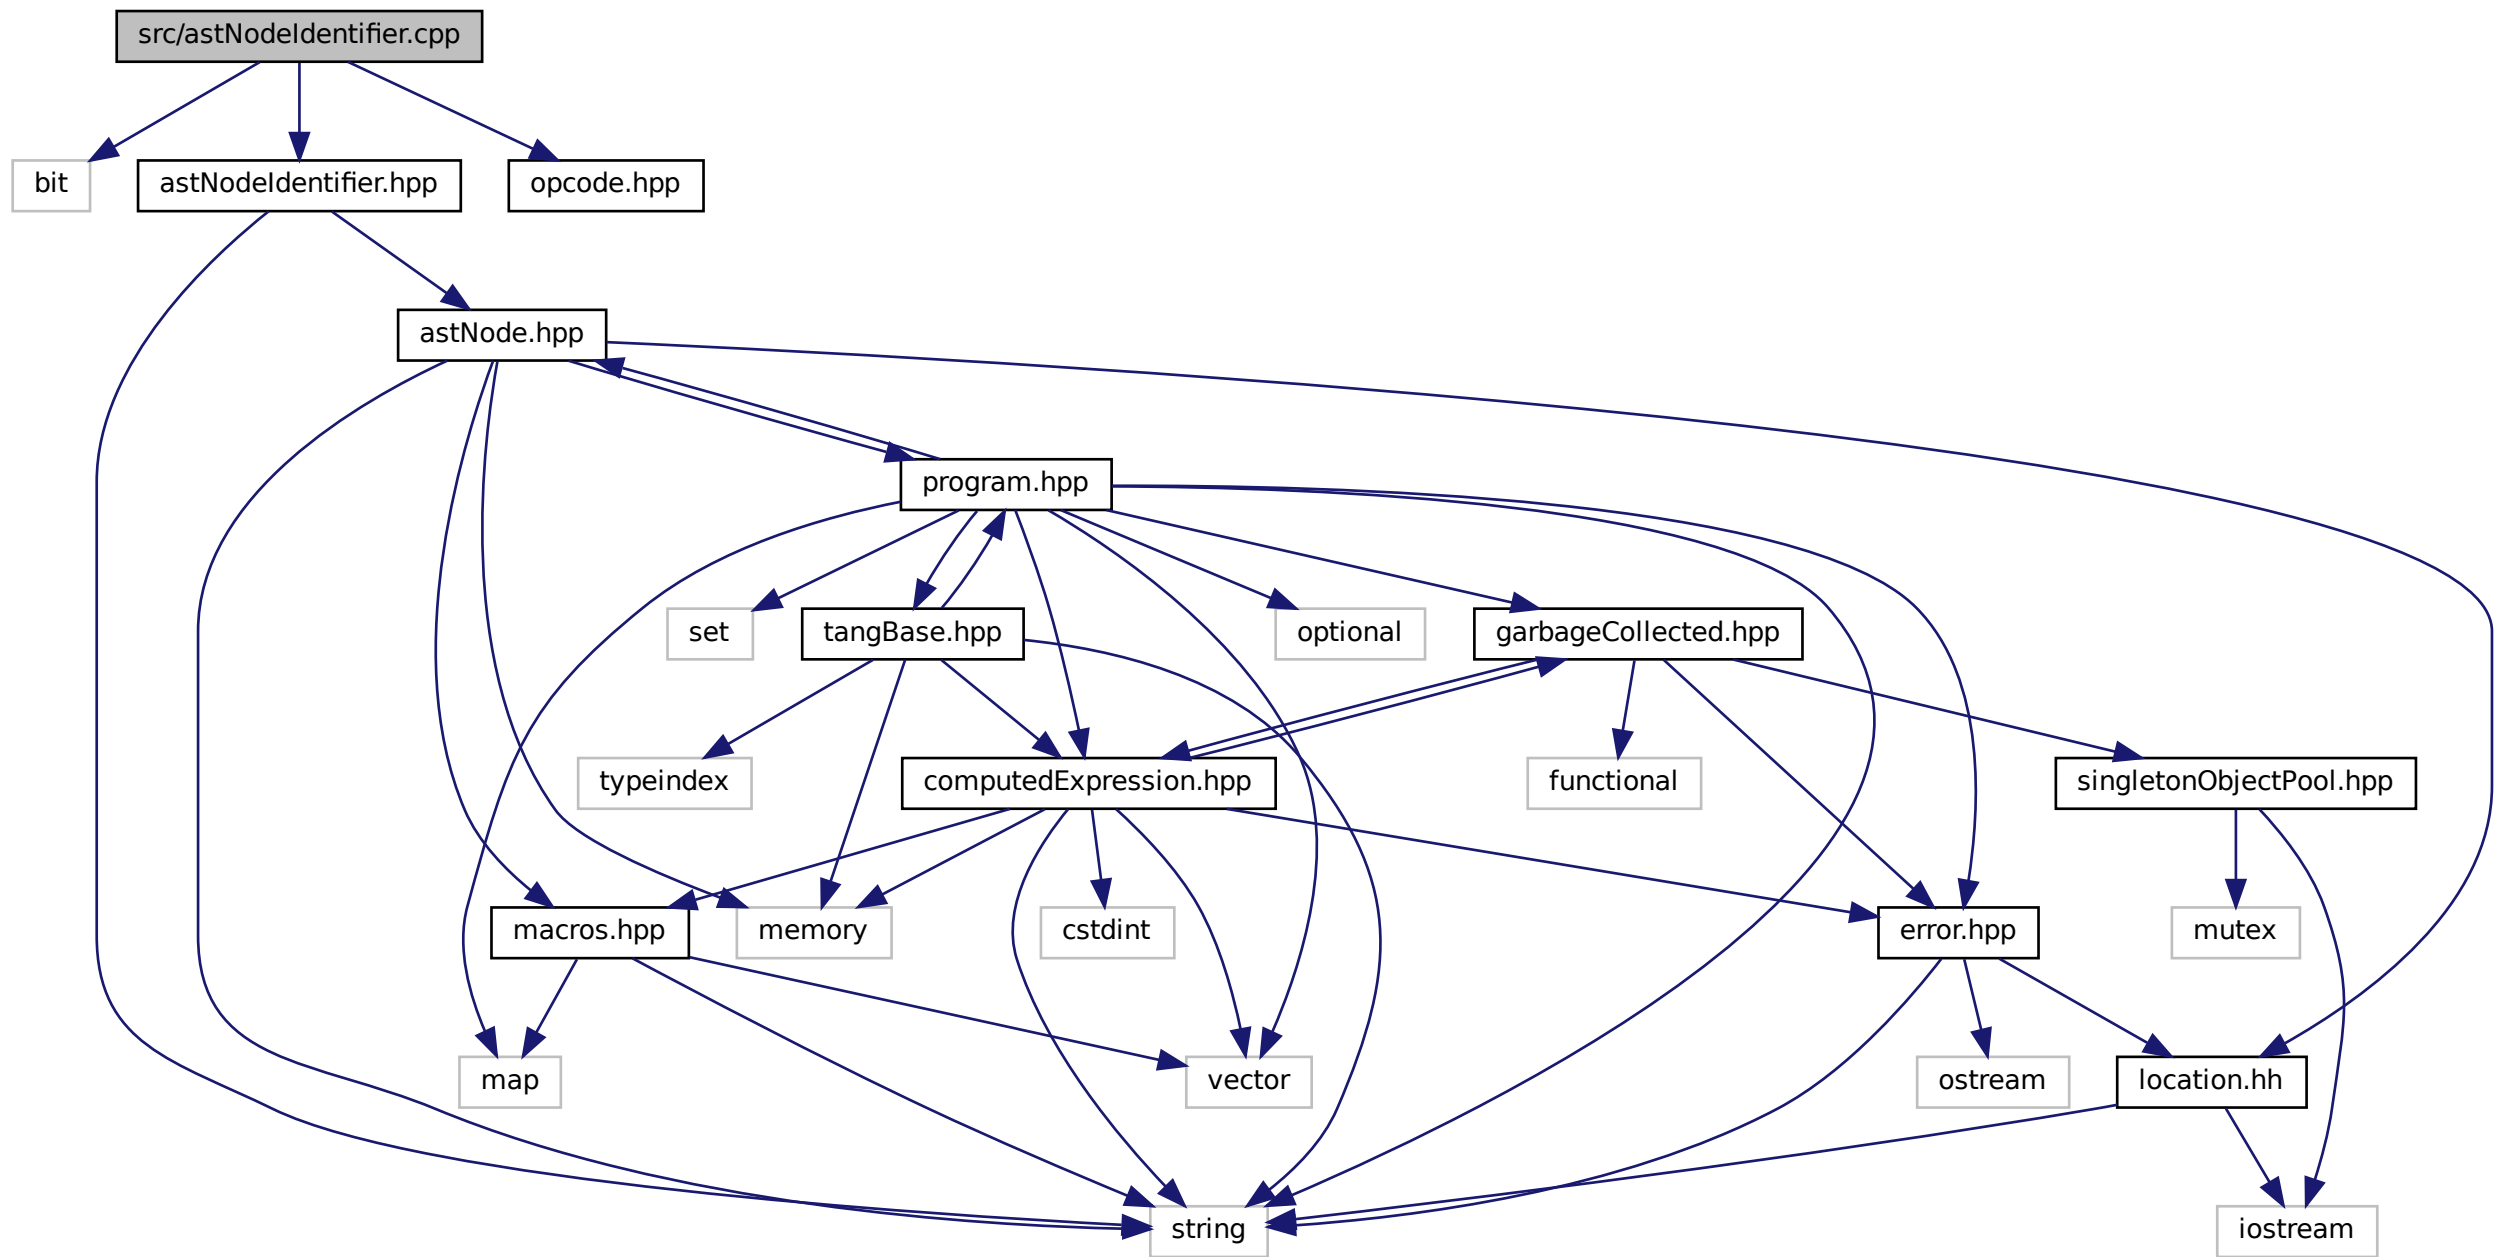 src/astNodeIdentifier.cpp
bit
astNodeIdentifier.hpp
opcode.hpp
astNode.hpp
program.hpp
set
tangBase.hpp
optional
garbageCollected.hpp
typeindex
computedExpression.hpp
functional
singletonObjectPool.hpp
macros.hpp
memory
cstdint
error.hpp
mutex
map
vector
ostream
location.hh
string
iostream